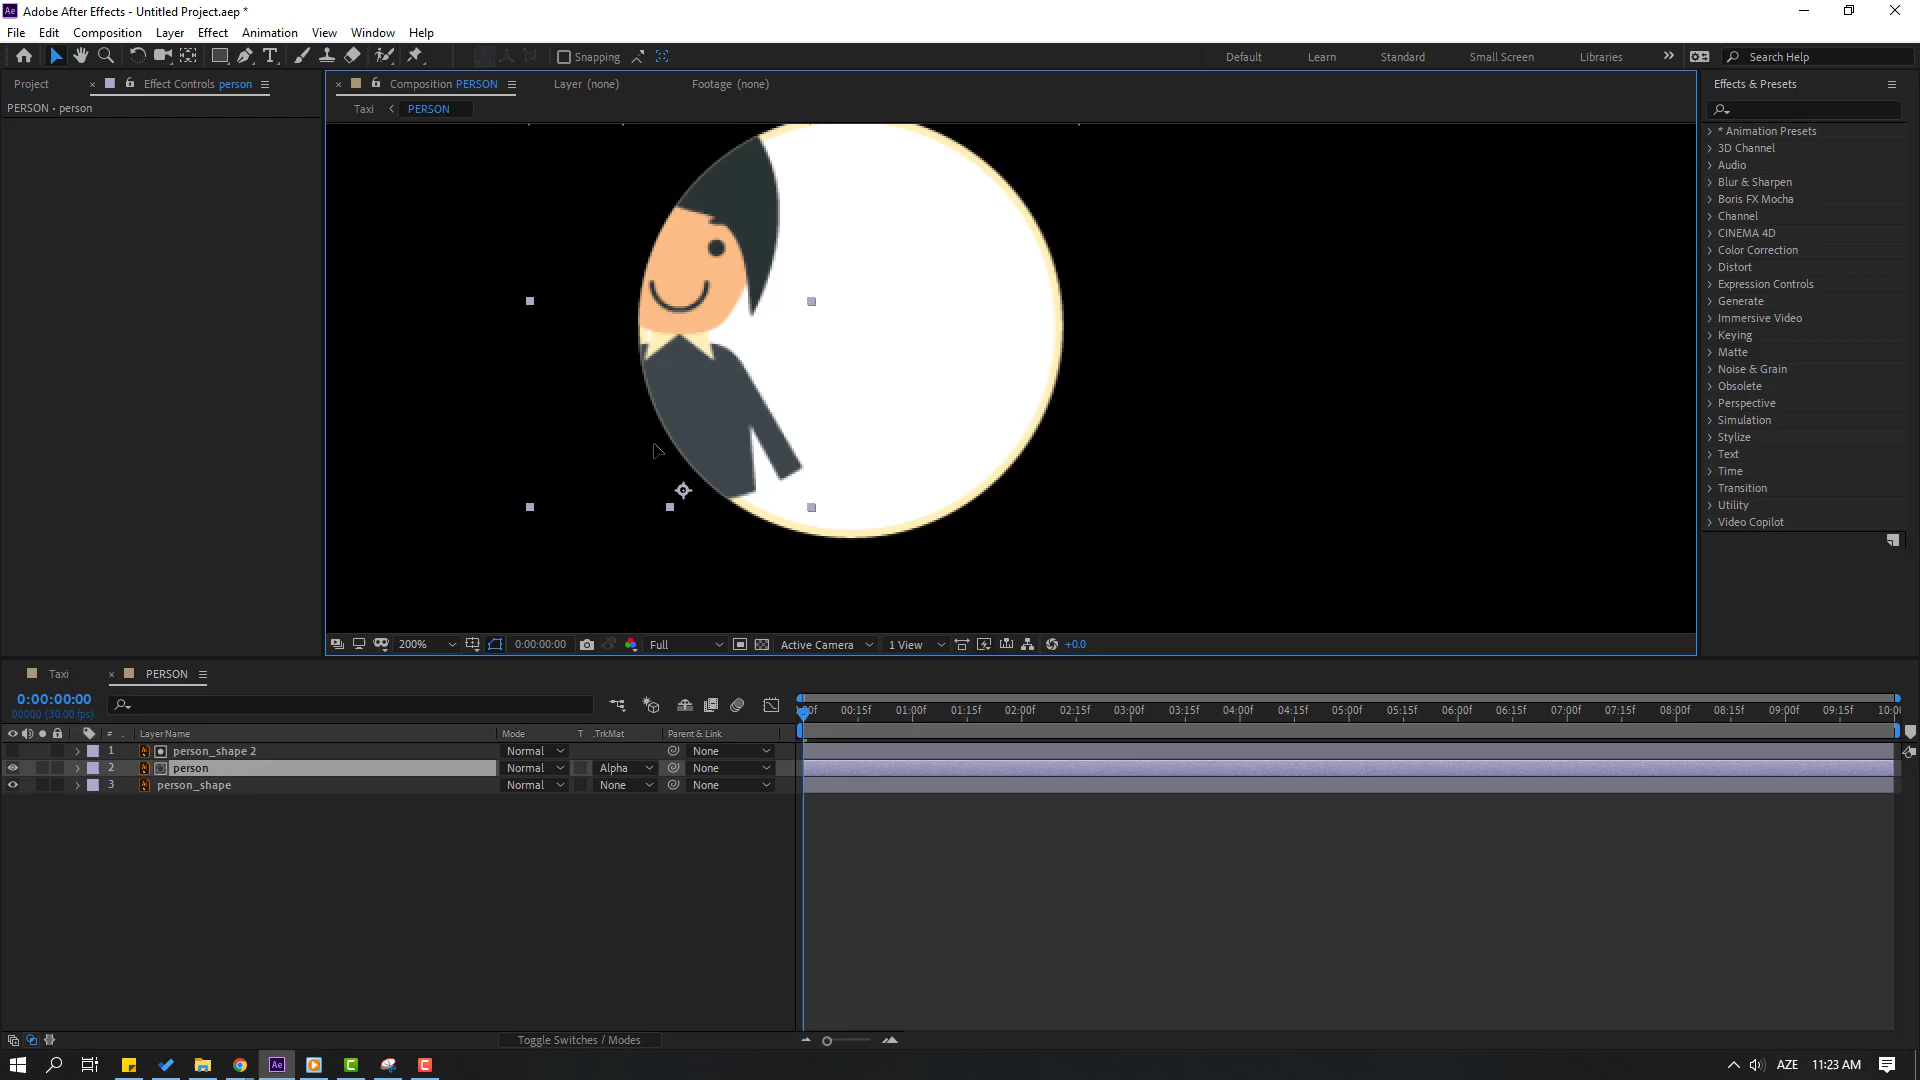 Adobe After Effects - Untitled Project.aep *
File Edit Composition Layer Effect Animation View Window Help
Snapping Default Learn Standard Small Screen Libraries Search Help
Project Effect Controls person Composition PERSON Layer (none) Footage (none) Effects & Presets
PERSON • person Taxi PERSON
* Animation Presets
3D Channel
Audio
Blur & Sharpen
Boris FX Mocha
Channel
CINEMA 4D
Color Correction
Distort
Expression Controls
Generate
Immersive Video
Keying
Matte
Noise & Grain
Obsolete
Perspective
Simulation
Stylize
Text
Time
Transition
Utility
Video Copilot
200% 0:00:00:00 Full Active Camera 1 View +0.0
Taxi PERSON
0:00:00:00
00000 (30.00 fps)
00:15f 01:00f 01:15f 02:00f 02:15f 03:00f 03:15f 04:00f 04:15f 05:00f 05:15f 06:00f 06:15f 07:00f 07:15f 08:00f 08:15f 09:00f 09:15f
# Layer Name Mode T .TrkMat Parent & Link
1 person_shape 2 Normal None
2 person Normal Alpha None
3 person_shape Normal None None
Toggle Switches / Modes
AZE 11:23 AM